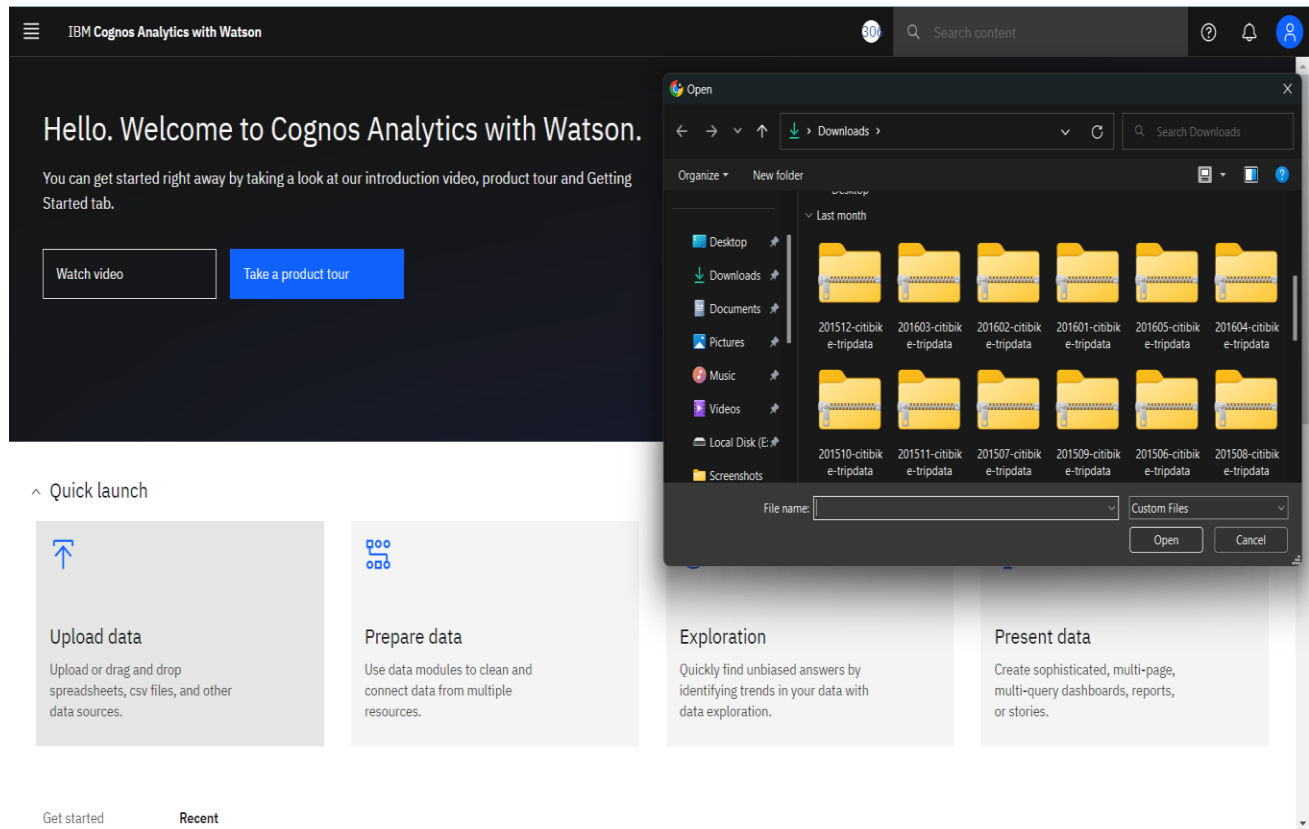 IBM Cognos Analytics with Watson
306
Search content
Hello. Welcome to Cognos Analytics with Watson.
You can get started right away by taking a look at our introduction video, product tour and Getting
Started tab.
Watch video
Take a product tour
Open
Downloads
Search Downloads
Organize
New folder
Desktop
Last month
Desktop
Downloads
Documents
Pictures
Music
Videos
Local Disk (E:
Screenshots
201512-citibik
e-tripdata
201603-citibik
e-tripdata
201602-citibik
e-tripdata
201601-citibik
e-tripdata
201605-citibik
e-tripdata
201604-citibik
e-tripdata
201510-citibik
e-tripdata
201511-citibik
e-tripdata
201507-citibik
e-tripdata
201509-citibik
e-tripdata
201506-citibik
e-tripdata
201508-citibik
e-tripdata
File name:
Custom Files
Open
Cancel
Quick launch
Upload data
Upload or drag and drop
spreadsheets, csv files, and other
data sources.
Prepare data
Use data modules to clean and
connect data from multiple
resources.
Exploration
Quickly find unbiased answers by
identifying trends in your data with
data exploration.
Present data
Create sophisticated, multi-page,
multi-query dashboards, reports,
or stories.
Get started
Recent